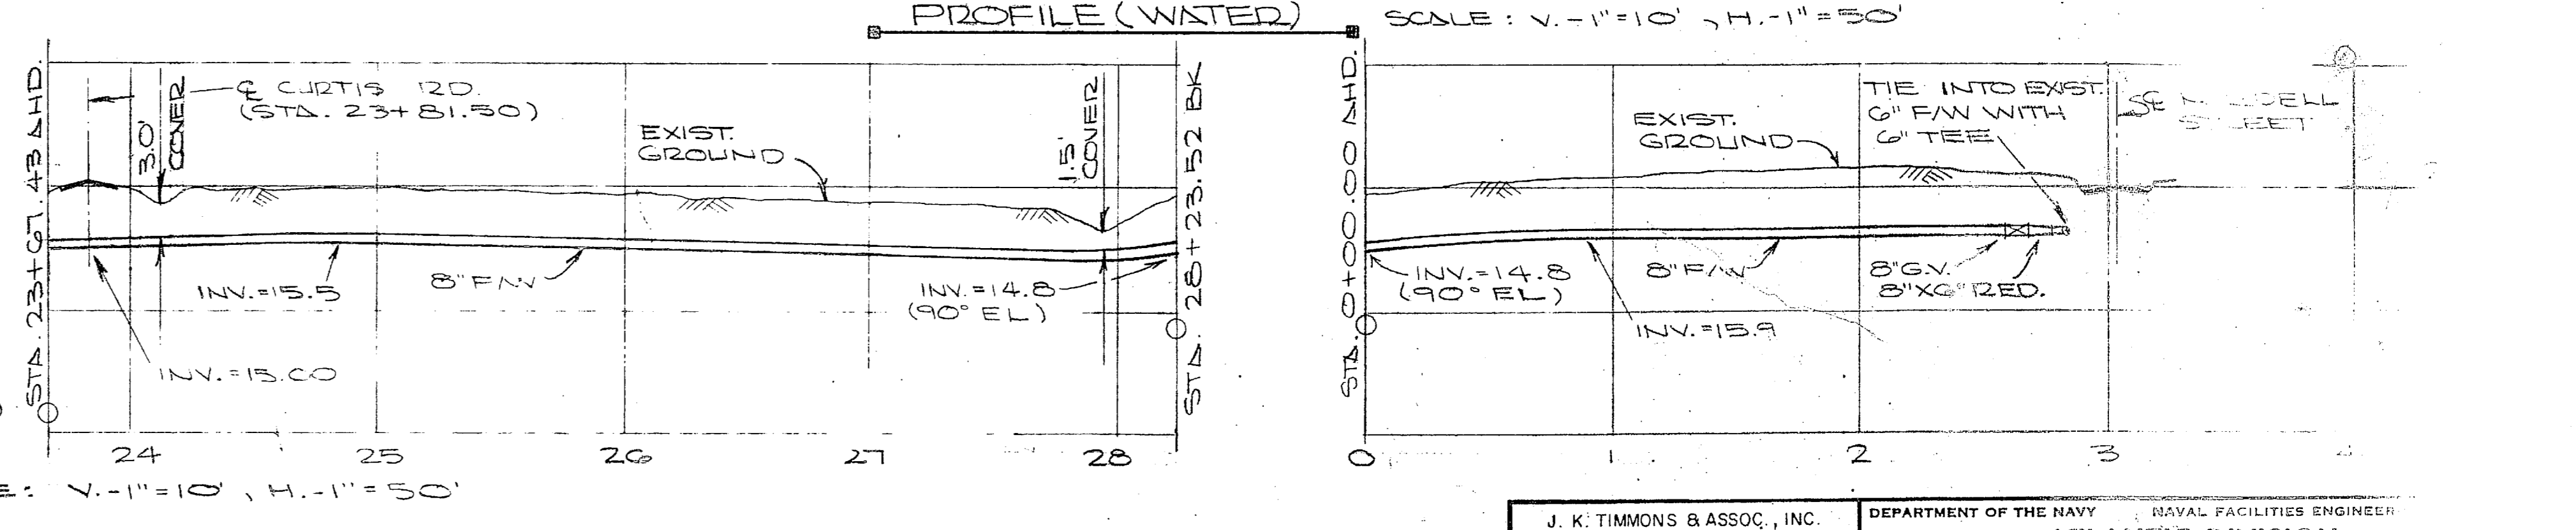 PROFILE (WATER)
SCALE: V.-1"=10', H.-1"=50'
STA. 23+67.43 AHD.
3.0'
COVER
℄ CURTIS RD.
(STA. 23+81.50)
EXIST.
GROUND
1.5'
COVER
STA. 28+23.52 BK
INV.=15.5
8" F/W
INV.=14.8
(90° EL)
INV.=15.00
24 25 26 27 28
V.-1"=10', H.-1"=50'
STA. 0+00.00 AHD.
EXIST.
GROUND
TIE INTO EXIST.
6" F/W WITH
6" TEE
℄
INV.=14.8
(90° EL)
8" F/W
8" G.V.
8"X6" RED.
INV.=15.9
0 1 2 3
J. K. TIMMONS & ASSOC., INC.
DEPARTMENT OF THE NAVY
NAVAL FACILITIES ENGINEER